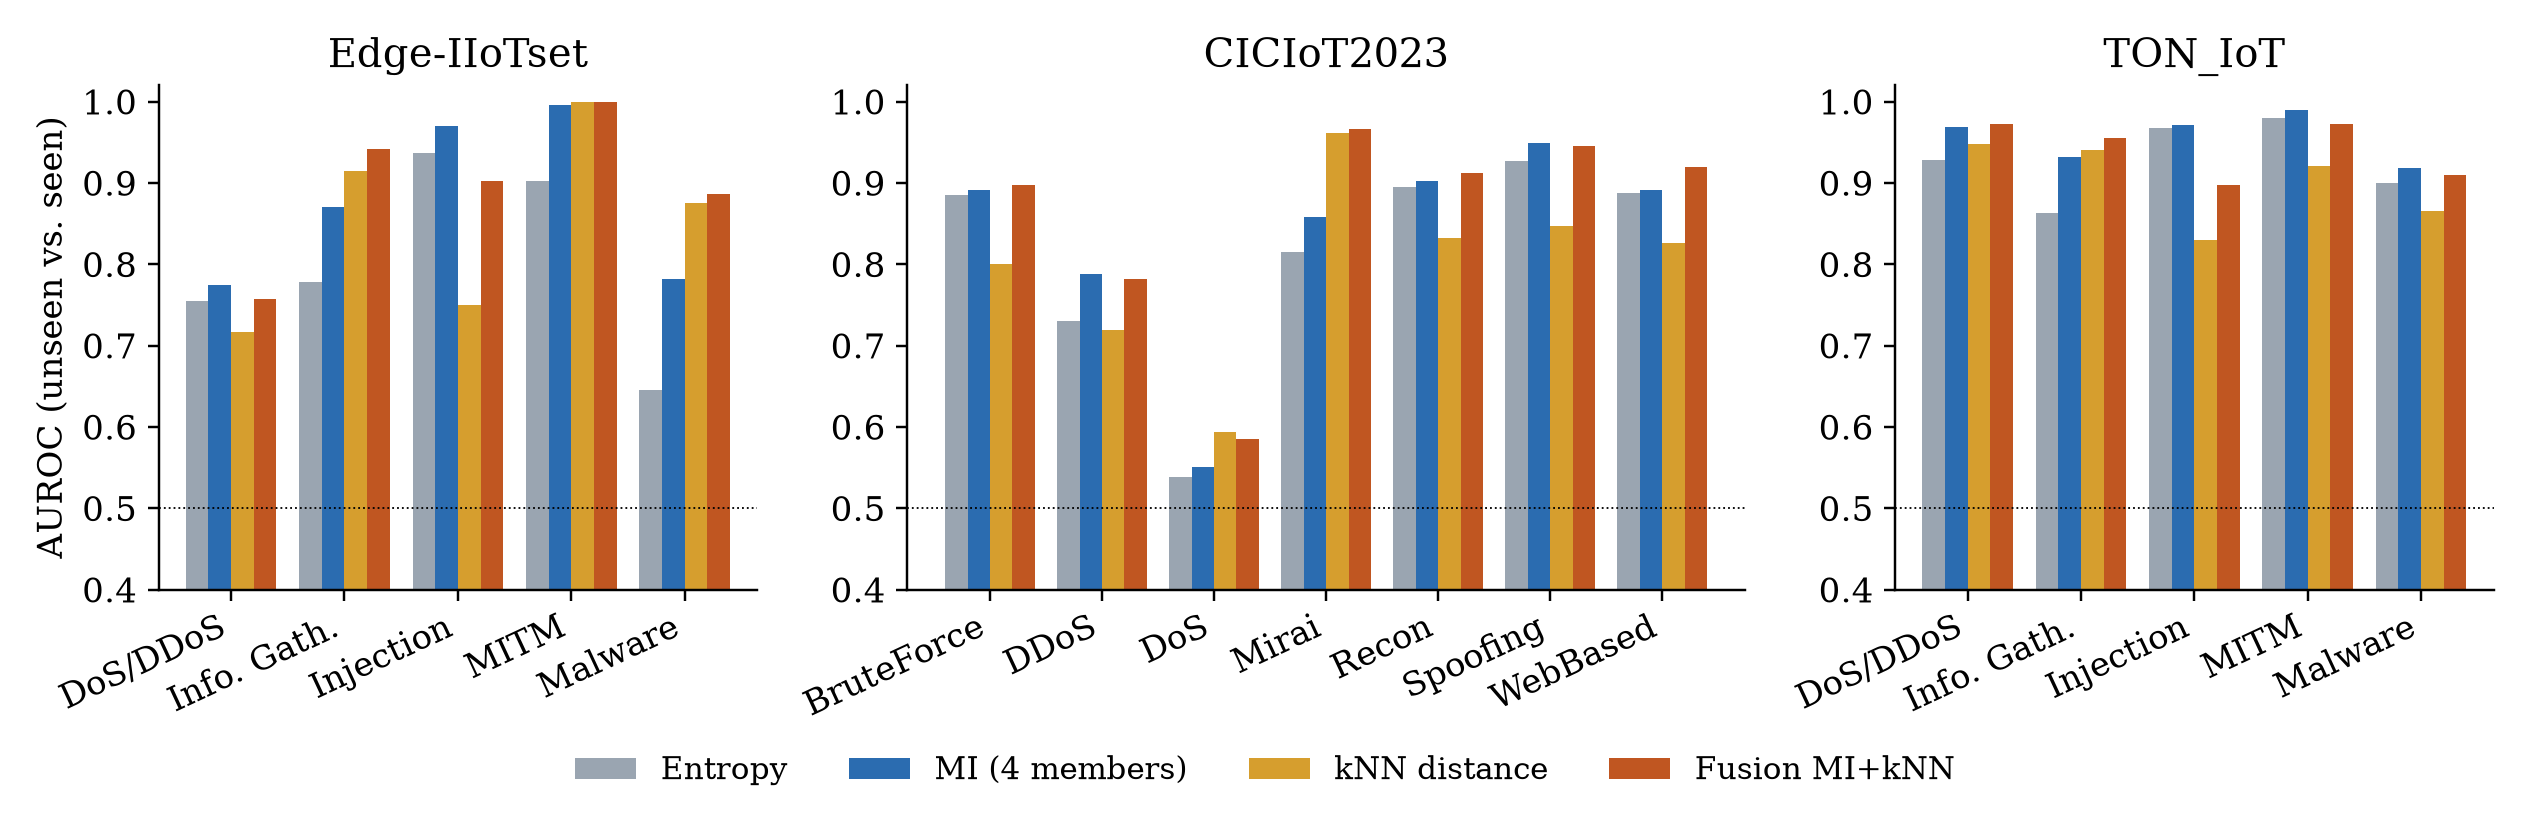 Edge-IIoTset
CICIoT2023
TON_IoT
AUROC (unseen vs. seen)
1.0
0.9
0.8
0.7
0.6
0.5
0.4
DoS/DDoS
Info. Gath.
Injection
MITM
Malware
1.0
0.9
0.8
0.7
0.6
0.5
0.4
BruteForce
DDoS
DoS
Mirai
Recon
Spoofing
WebBased
1.0
0.9
0.8
0.7
0.6
0.5
0.4
DoS/DDoS
Info. Gath.
Injection
MITM
Malware
Entropy
MI (4 members)
kNN distance
Fusion MI+kNN